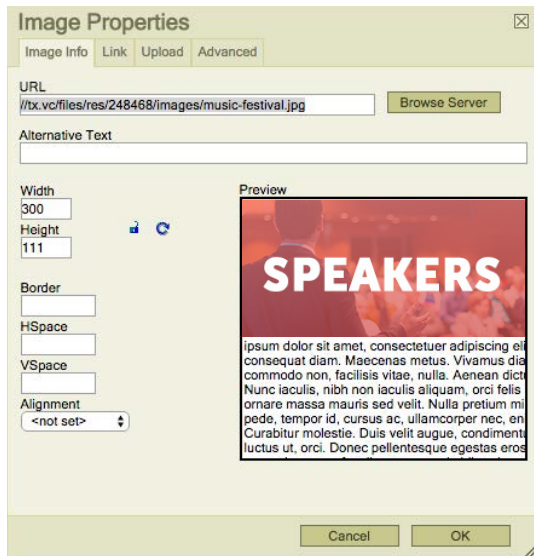 Image Properties
Image Info Link Upload Advanced
URL
//tx.vc/files/res/248468/images/music-festival.jpg
Browse Server
Alternative Text
Width
300
Height
111
Border
HSpace
VSpace
Alignment
<not set>
Preview
SPEAKERS
ipsum dolor sit amet, consectetuer adipiscing eli
consequat diam. Maecenas metus. Vivamus dia
commodo non, facilisis vitae, nulla. Aenean dictu
Nunc iaculis, nibh non iaculis aliquam, orci felis
ornare massa mauris sed velit. Nulla pretium mi
pede, tempor id, cursus ac, ullamcorper nec, en
Curabitur molestie. Duis velit augue, condimentu
luctus ut, orci. Donec pellentesque egestas eros
Cancel OK